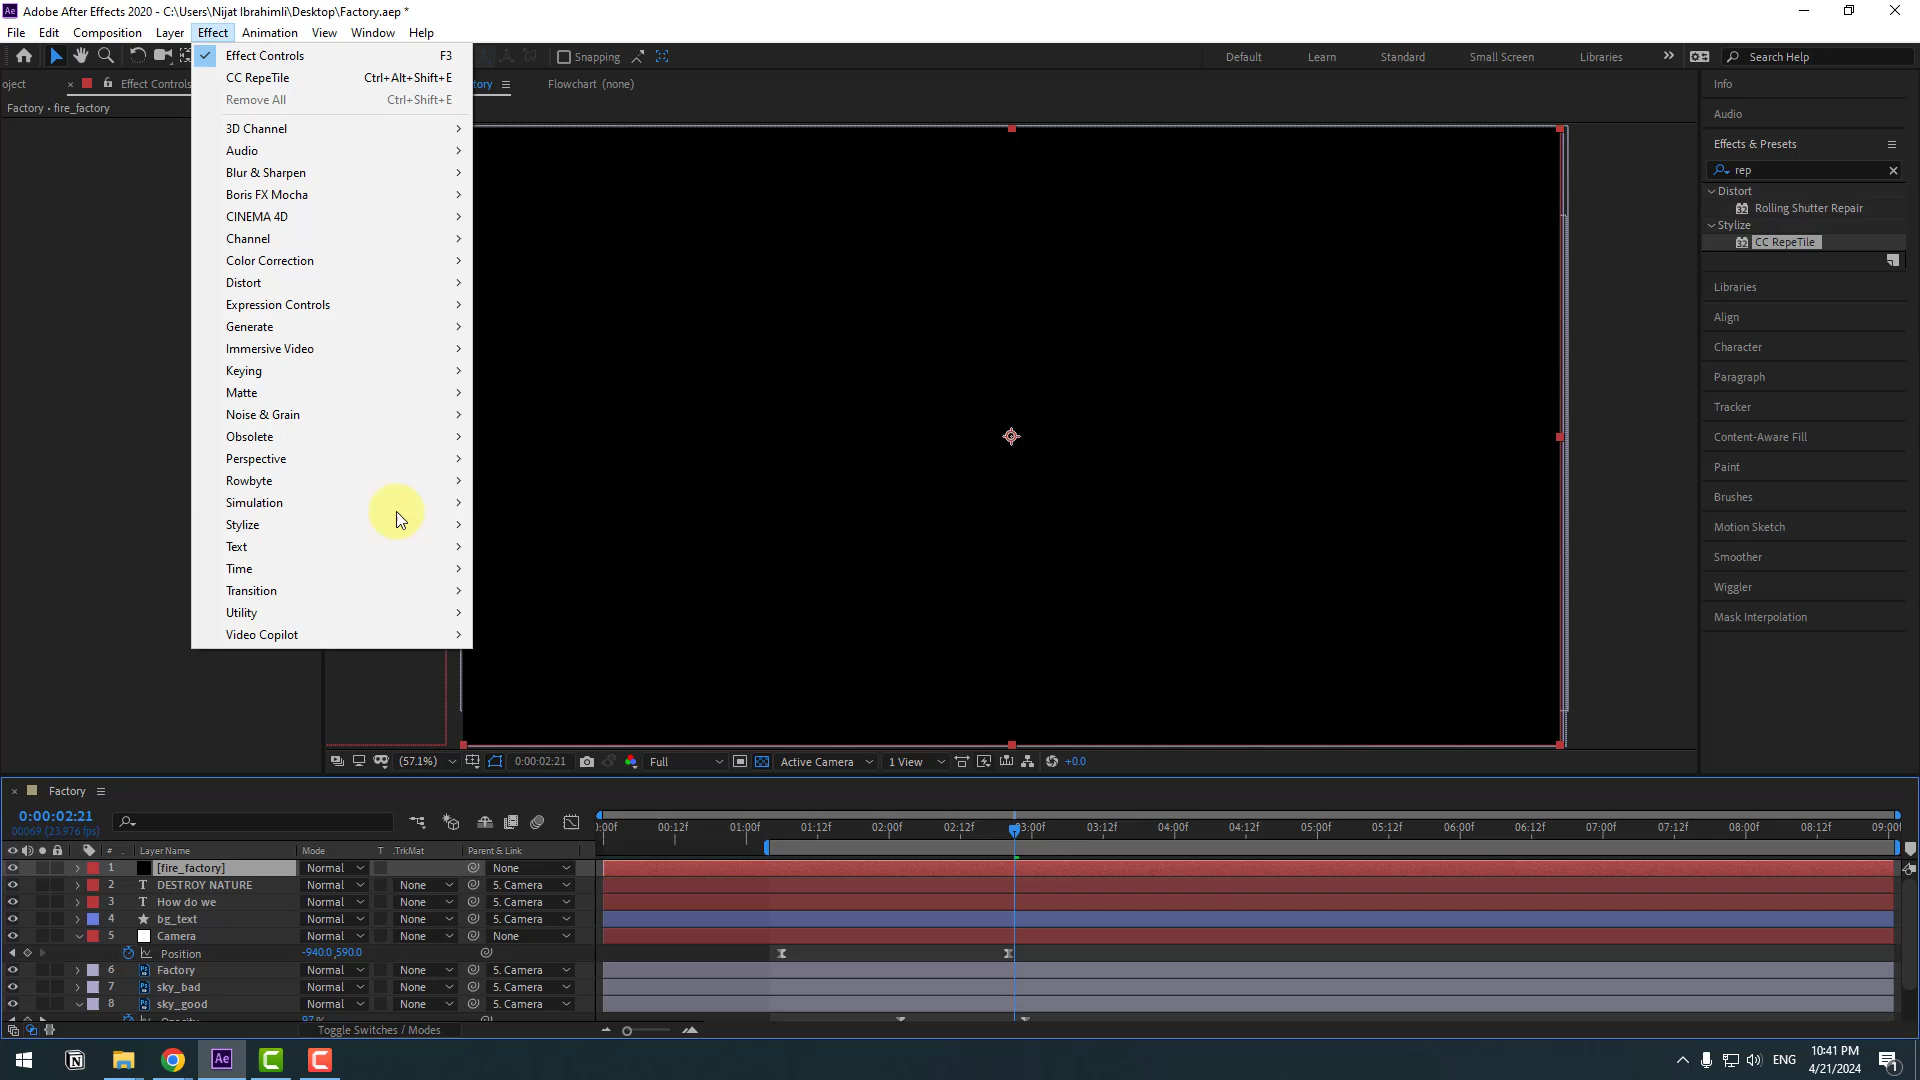 Adobe After Effects 2020 - C:\Users\Nijat Ibrahimli\Desktop\Factory.aep *
File Edit Composition Layer Effect Animation View Window Help
Snapping Default Learn Standard Small Screen Libraries Search Help
oject Effect Controls tory Flowchart (none)
Factory • fire_factory
Effect Controls F3
CC RepeTile Ctrl+Alt+Shift+E
Remove All Ctrl+Shift+E
3D Channel
Audio
Blur & Sharpen
Boris FX Mocha
CINEMA 4D
Channel
Color Correction
Distort
Expression Controls
Generate
Immersive Video
Keying
Matte
Noise & Grain
Obsolete
Perspective
Rowbyte
Simulation
Stylize
Text
Time
Transition
Utility
Video Copilot
Info
Audio
Effects & Presets
rep
Distort
32 Rolling Shutter Repair
Stylize
32 CC RepeTile
Libraries
Align
Character
Paragraph
Tracker
Content-Aware Fill
Paint
Brushes
Motion Sketch
Smoother
Wiggler
Mask Interpolation
(57.1%) 0:00:02:21 Full Active Camera 1 View +0.0
Factory
0:00:02:21
00069 (23.976 fps)
):00f 00:12f 01:00f 01:12f 02:00f 02:12f 03:00f 03:12f 04:00f 04:12f 05:00f 05:12f 06:00f 06:12f 07:00f 07:12f 08:00f 08:12f 09:00f
# Layer Name Mode T .TrkMat Parent & Link
1 [fire_factory] Normal None
2 T DESTROY NATURE Normal None 5. Camera
3 T How do we Normal None 5. Camera
4 bg_text Normal None 5. Camera
5 Camera Normal None None
Position -940.0,590.0
6 Factory Normal None 5. Camera
7 sky_bad Normal None 5. Camera
8 sky_good Normal None 5. Camera
Opacity 97 %
Toggle Switches / Modes
Ae ENG 10:41 PM
4/21/2024
1